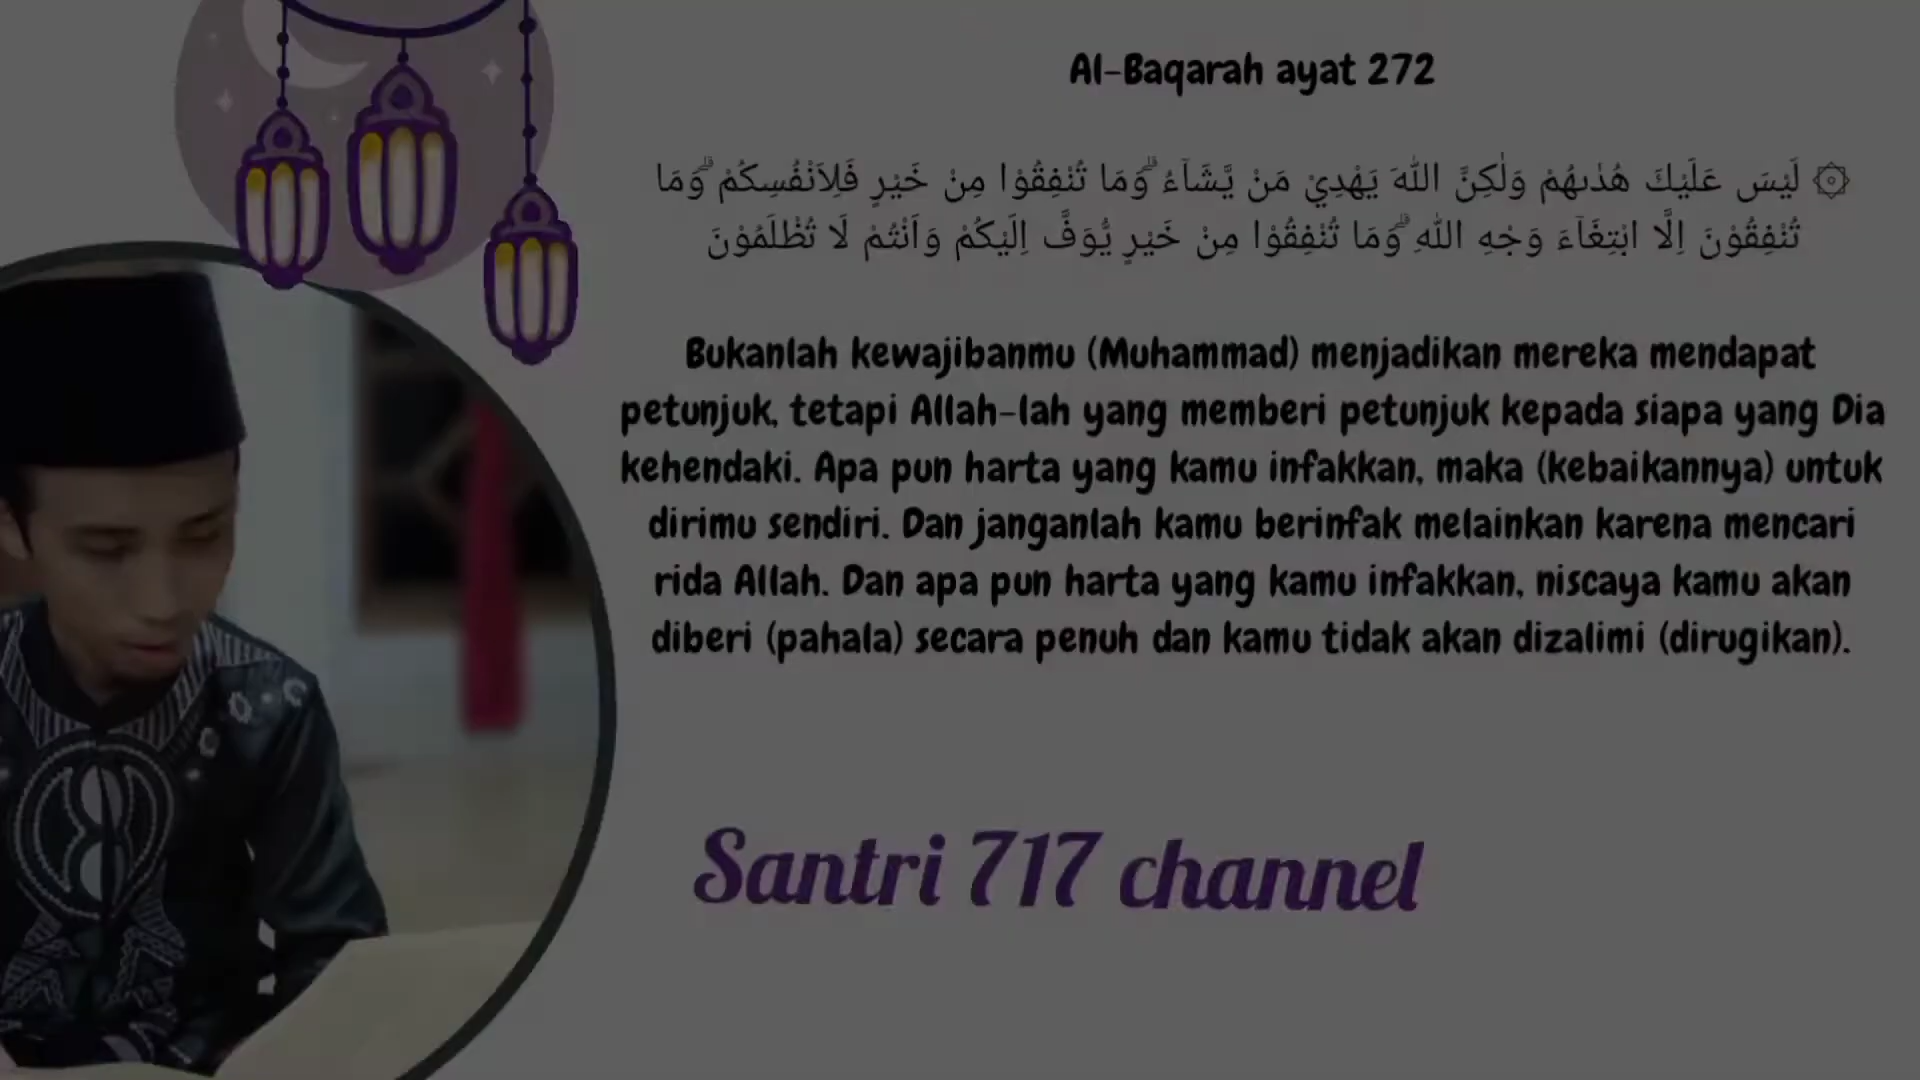 Al-Baqarah ayat 272
۞ لَيْسَ عَلَيْكَ هُدٰىهُمْ وَلٰكِنَّ اللّٰهَ يَهْدِيْ مَنْ يَّشَاۤءُ ۗوَمَا تُنْفِقُوْا مِنْ خَيْرٍ فَلِاَنْفُسِكُمْ ۗوَمَا
تُنْفِقُوْنَ اِلَّا ابْتِغَاۤءَ وَجْهِ اللّٰهِ ۗوَمَا تُنْفِقُوْا مِنْ خَيْرٍ يُّوَفَّ اِلَيْكُمْ وَاَنْتُمْ لَا تُظْلَمُوْنَ
Bukanlah kewajibanmu (Muhammad) menjadikan mereka mendapat
petunjuk, tetapi Allah-lah yang memberi petunjuk kepada siapa yang Dia
kehendaki. Apa pun harta yang kamu infakkan, maka (kebaikannya) untuk
dirimu sendiri. Dan janganlah kamu berinfak melainkan karena mencari
rida Allah. Dan apa pun harta yang kamu infakkan, niscaya kamu akan
diberi (pahala) secara penuh dan kamu tidak akan dizalimi (dirugikan).
Santri 717 channel